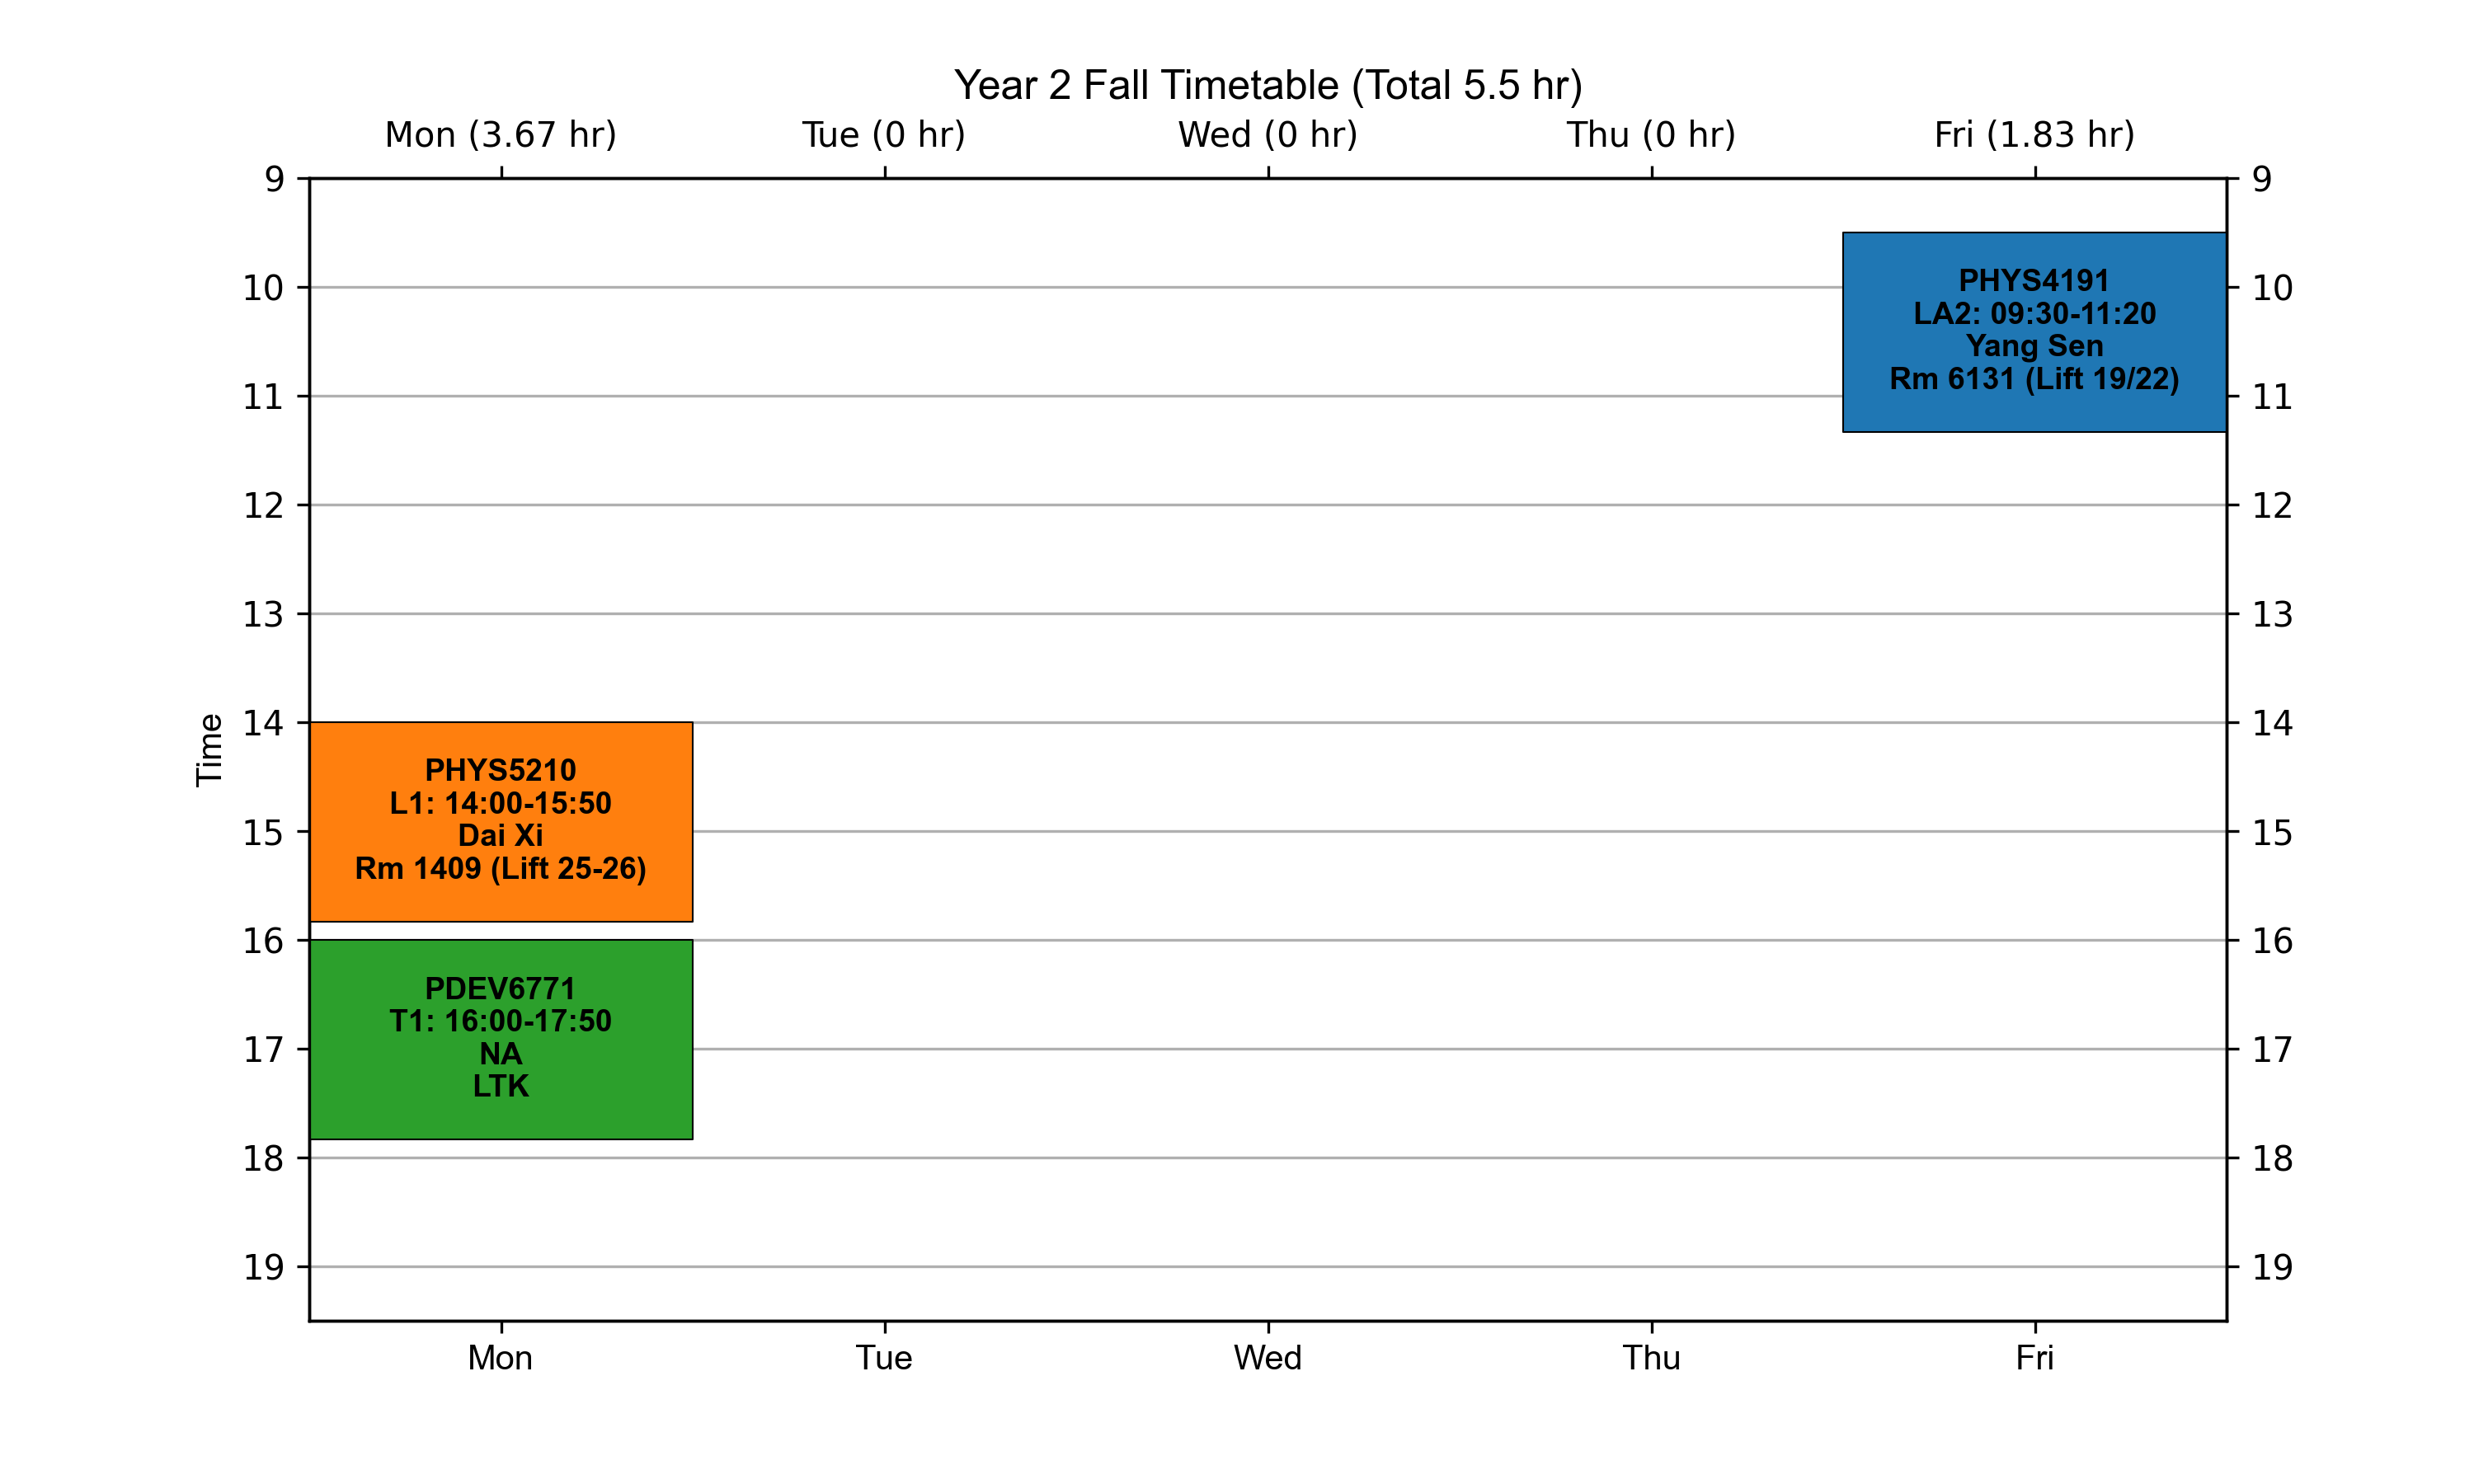 Year 2 Fall Timetable (Total 5.5 hr)
Mon (3.67 hr) Tue (0 hr) Wed (0 hr) Thu (0 hr) Fri (1.83 hr)
9 9
PHYS4191
10 10
LA2: 09:30-11:20
Yang Sen
Rm 6131 (Lift 19/22)
11 11
12 12
13 13
Time
14 14
PHYS5210
L1: 14:00-15:50
Dai Xi
15 15
Rm 1409 (Lift 25-26)
16 16
PDEV6771
T1: 16:00-17:50
NA
17 17
LTK
18 18
19 19
Mon Tue Wed Thu Fri